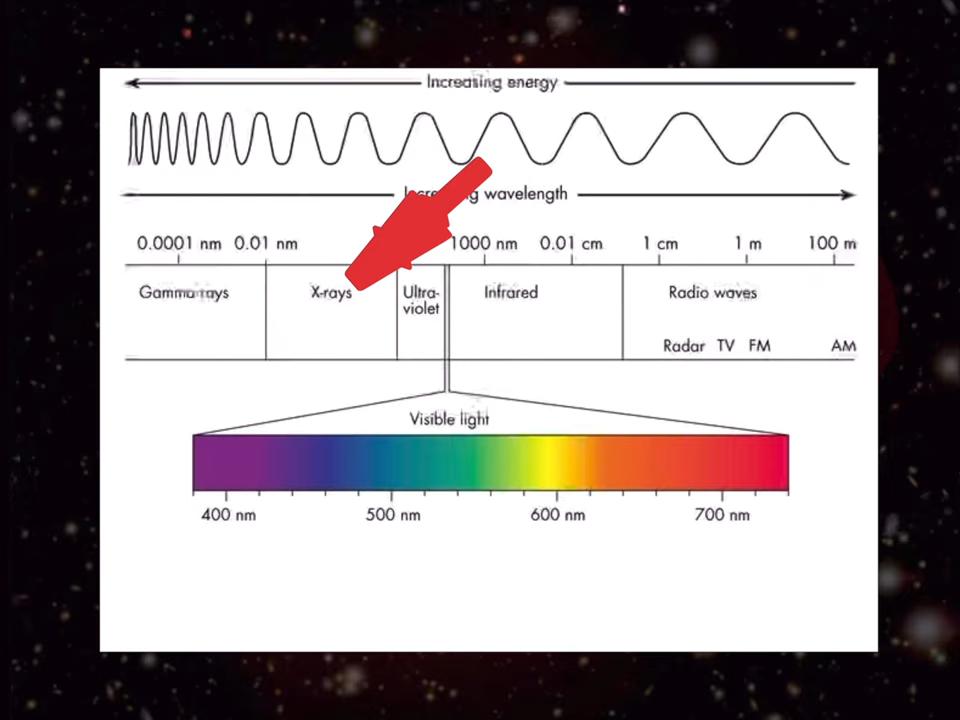 Increasing energy
wavelength
0.0001 nm 0.01 nm 1000 nm 0.01 cm 1 cm 1 m 100 m
Gamma rays X-rays Ultra- Infrared Radio waves
violet
Radar TV FM AM
Visible light
400 nm 500 nm 600 nm 700 nm